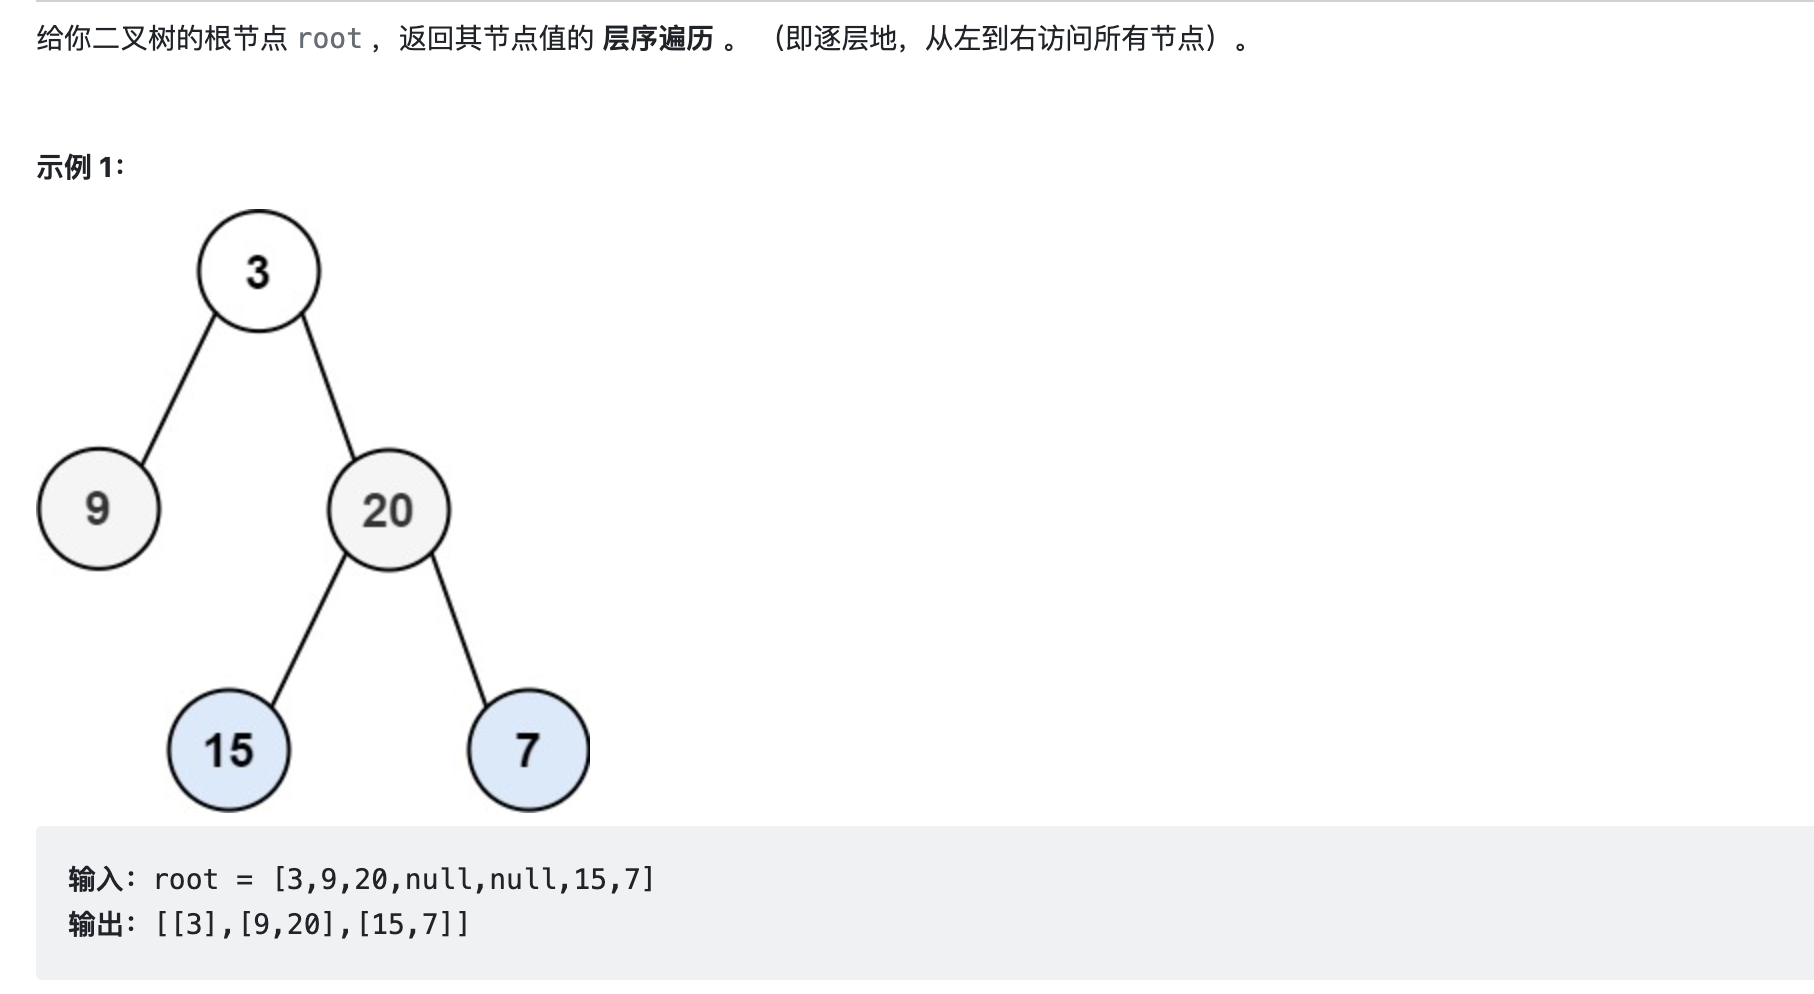 给你二叉树的根节点 root ，返回其节点值的 层序遍历 。 （即逐层地，从左到右访问所有节点）。
示例 1：
3
9
20
15
7
输入：root = [3,9,20,null,null,15,7]
输出：[[3],[9,20],[15,7]]